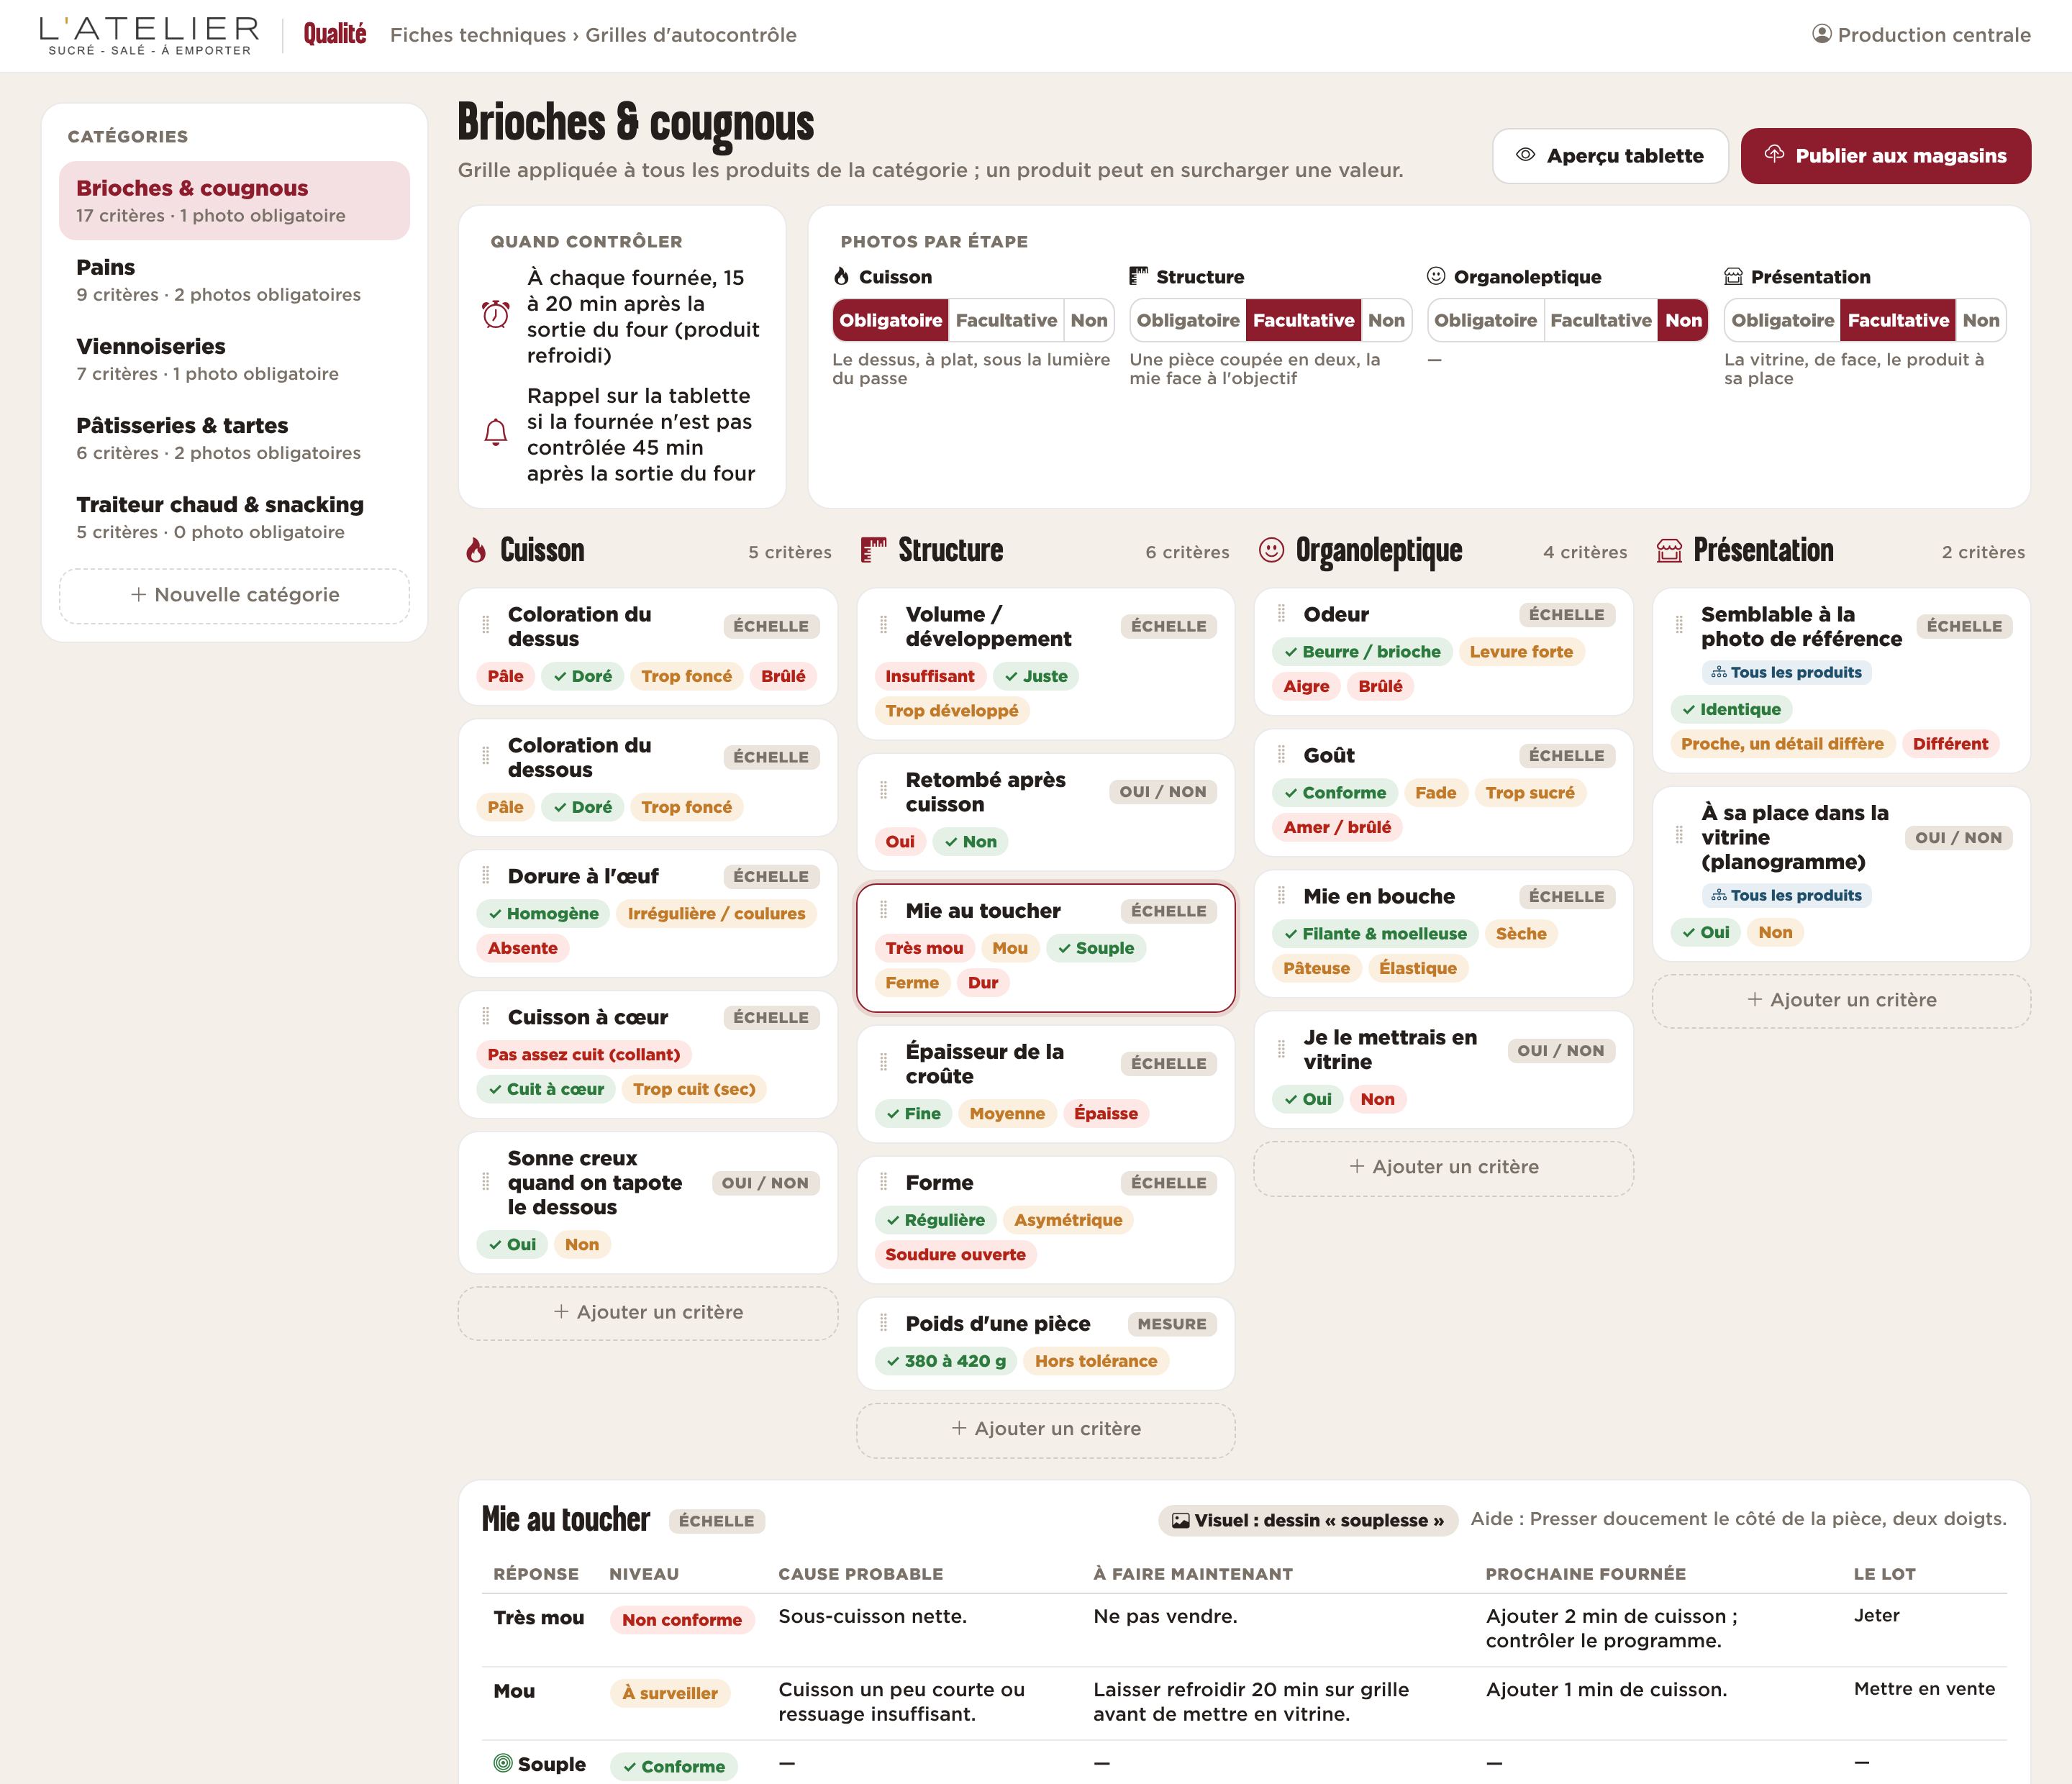 L'ATELIER
SUCRÉ - SALÉ - À EMPORTER
Qualité
Fiches techniques › Grilles d'autocontrôle
Production centrale
CATÉGORIES
Brioches & cougnous
17 critères · 1 photo obligatoire
Pains
9 critères · 2 photos obligatoires
Viennoiseries
7 critères · 1 photo obligatoire
Pâtisseries & tartes
6 critères · 2 photos obligatoires
Traiteur chaud & snacking
5 critères · 0 photo obligatoire
+ Nouvelle catégorie
Brioches & cougnous
Grille appliquée à tous les produits de la catégorie ; un produit peut en surcharger une valeur.
Aperçu tablette
Publier aux magasins
QUAND CONTRÔLER
À chaque fournée, 15
à 20 min après la
sortie du four (produit
refroidi)
Rappel sur la tablette
si la fournée n'est pas
contrôlée 45 min
après la sortie du four
PHOTOS PAR ÉTAPE
Cuisson
Obligatoire Facultative Non
Le dessus, à plat, sous la lumière
du passe
Structure
Obligatoire Facultative Non
Une pièce coupée en deux, la
mie face à l'objectif
Organoleptique
Obligatoire Facultative Non
—
Présentation
Obligatoire Facultative Non
La vitrine, de face, le produit à
sa place
Cuisson 5 critères
Coloration du
dessus
ÉCHELLE
Pâle ✓ Doré Trop foncé Brûlé
Coloration du
dessous
ÉCHELLE
Pâle ✓ Doré Trop foncé
Dorure à l'œuf ÉCHELLE
✓ Homogène Irrégulière / coulures
Absente
Cuisson à cœur ÉCHELLE
Pas assez cuit (collant)
✓ Cuit à cœur Trop cuit (sec)
Sonne creux
quand on tapote
le dessous
OUI / NON
✓ Oui Non
+ Ajouter un critère
Structure 6 critères
Volume /
développement
ÉCHELLE
Insuffisant ✓ Juste
Trop développé
Retombé après
cuisson
OUI / NON
Oui ✓ Non
Mie au toucher ÉCHELLE
Très mou Mou ✓ Souple
Ferme Dur
Épaisseur de la
croûte
ÉCHELLE
✓ Fine Moyenne Épaisse
Forme ÉCHELLE
✓ Régulière Asymétrique
Soudure ouverte
Poids d'une pièce MESURE
✓ 380 à 420 g Hors tolérance
+ Ajouter un critère
Organoleptique 4 critères
Odeur ÉCHELLE
✓ Beurre / brioche Levure forte
Aigre Brûlé
Goût ÉCHELLE
✓ Conforme Fade Trop sucré
Amer / brûlé
Mie en bouche ÉCHELLE
✓ Filante & moelleuse Sèche
Pâteuse Élastique
Je le mettrais en
vitrine
OUI / NON
✓ Oui Non
+ Ajouter un critère
Présentation 2 critères
Semblable à la
photo de référence
ÉCHELLE
Tous les produits
✓ Identique
Proche, un détail diffère Différent
À sa place dans la
vitrine
(planogramme)
OUI / NON
Tous les produits
✓ Oui Non
+ Ajouter un critère
Mie au toucher ÉCHELLE
Visuel : dessin « souplesse » Aide : Presser doucement le côté de la pièce, deux doigts.
RÉPONSE NIVEAU CAUSE PROBABLE À FAIRE MAINTENANT PROCHAINE FOURNÉE LE LOT
Très mou Non conforme Sous-cuisson nette. Ne pas vendre. Ajouter 2 min de cuisson ; Jeter
contrôler le programme.
Mou À surveiller Cuisson un peu courte ou Laisser refroidir 20 min sur grille Ajouter 1 min de cuisson. Mettre en vente
ressuage insuffisant. avant de mettre en vitrine.
Souple ✓ Conforme — — — —